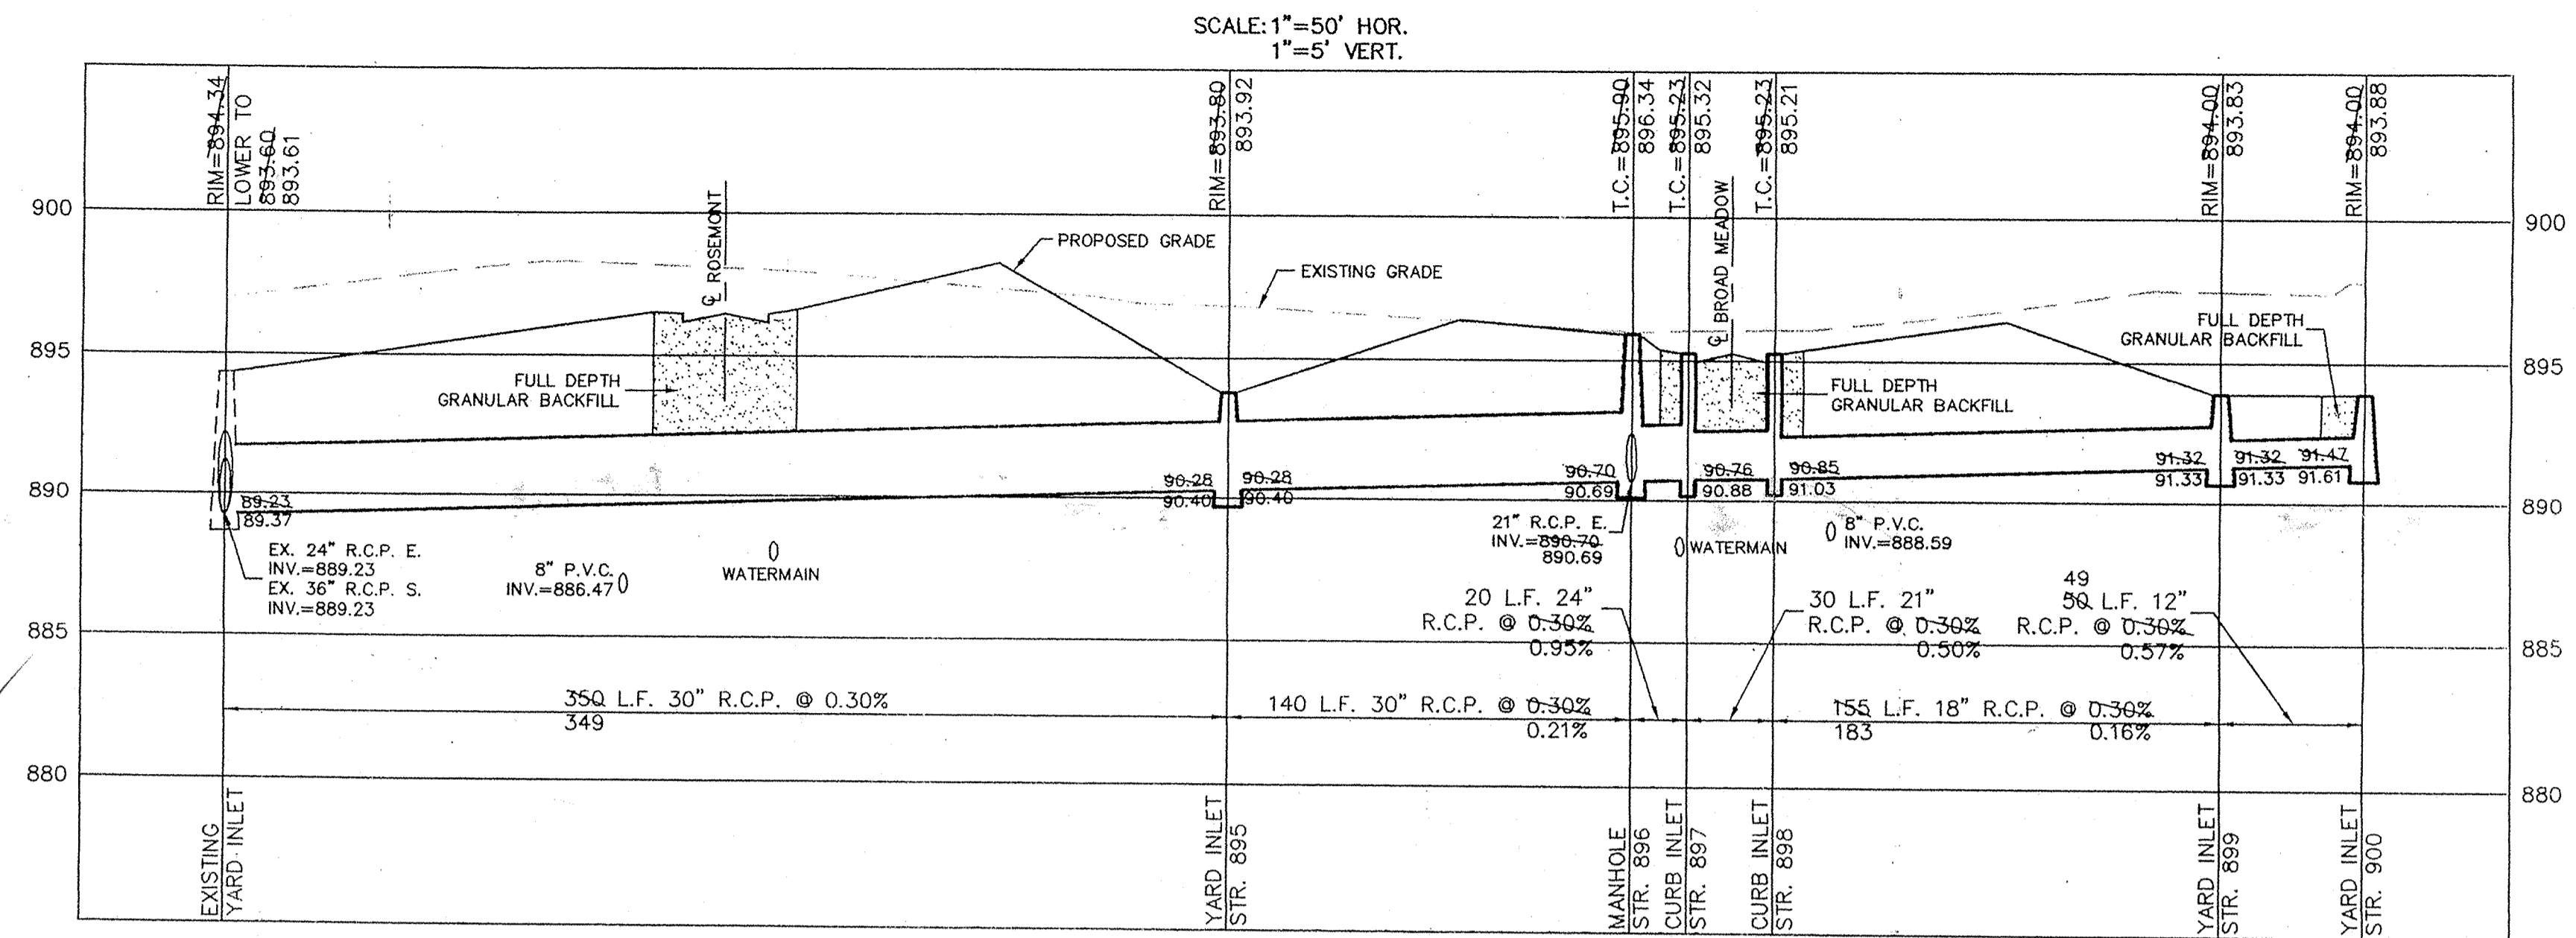 SCALE: 1"=50' HOR.
1"=5' VERT.
RIM=894.34
LOWER TO
893.60
893.61
RIM=893.80
893.92
T.C.=895.90
896.34
T.C.=895.23
895.32
T.C.=895.23
895.21
RIM=894.00
893.83
RIM=894.00
893.88
900
900
℄ ROSEMONT
PROPOSED GRADE
EXISTING GRADE
℄ BROAD MEADOW
FULL DEPTH
GRANULAR BACKFILL
895
895
FULL DEPTH
GRANULAR BACKFILL
FULL DEPTH
GRANULAR BACKFILL
89.23
89.37
90.28
90.40
90.28
90.40
90.70
90.69
90.76
90.88
90.85
91.03
91.32
91.33
91.32
91.33
91.47
91.61
890
890
EX. 24" R.C.P. E.
INV.=889.23
EX. 36" R.C.P. S.
INV.=889.23
8" P.V.C.
INV.=886.47
WATERMAIN
21" R.C.P. E.
INV.=890.70
890.69
WATERMAIN
8" P.V.C.
INV.=888.59
20 L.F. 24"
R.C.P. @ 0.30%
0.95%
30 L.F. 21"
R.C.P. @ 0.30%
0.50%
49
50 L.F. 12"
R.C.P. @ 0.30%
0.57%
885
885
350 L.F. 30" R.C.P. @ 0.30%
349
140 L.F. 30" R.C.P. @ 0.30%
0.21%
155 L.F. 18" R.C.P. @ 0.30%
183
0.16%
880
880
EXISTING
YARD INLET
YARD INLET
STR. 895
MANHOLE
STR. 896
CURB INLET
STR. 897
CURB INLET
STR. 898
YARD INLET
STR. 899
YARD INLET
STR. 900